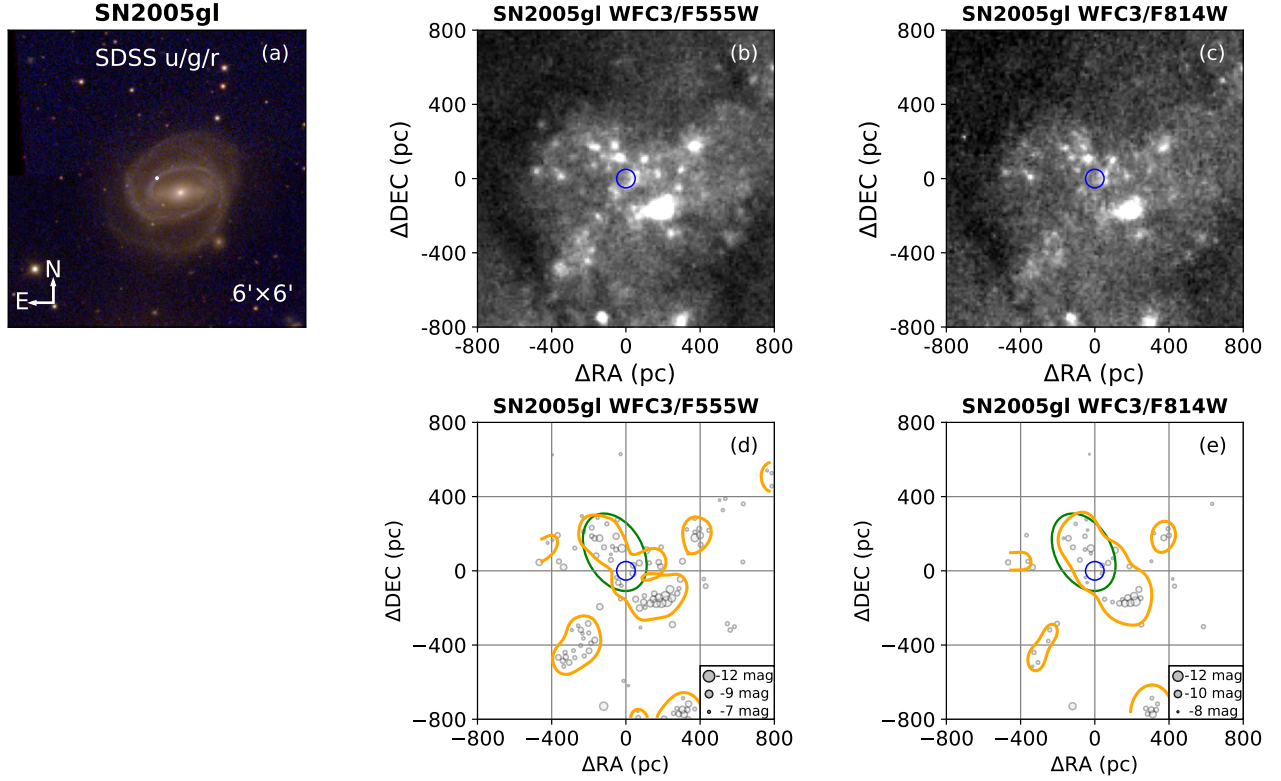 SN2005gl
SDSS u/g/r
(a)
N
E
6'×6'
SN2005gl WFC3/F555W
(b)
800
400
0
-400
-800
ΔDEC (pc)
-800 -400 0 400 800
ΔRA (pc)
SN2005gl WFC3/F814W
(c)
800
400
0
-400
-800
ΔDEC (pc)
-800 -400 0 400 800
ΔRA (pc)
SN2005gl WFC3/F555W
(d)
800
400
0
−400
−800
ΔDEC (pc)
-12 mag
-9 mag
-7 mag
−800 −400 0 400 800
ΔRA (pc)
SN2005gl WFC3/F814W
(e)
800
400
0
−400
−800
ΔDEC (pc)
-12 mag
-10 mag
-8 mag
−800 −400 0 400 800
ΔRA (pc)